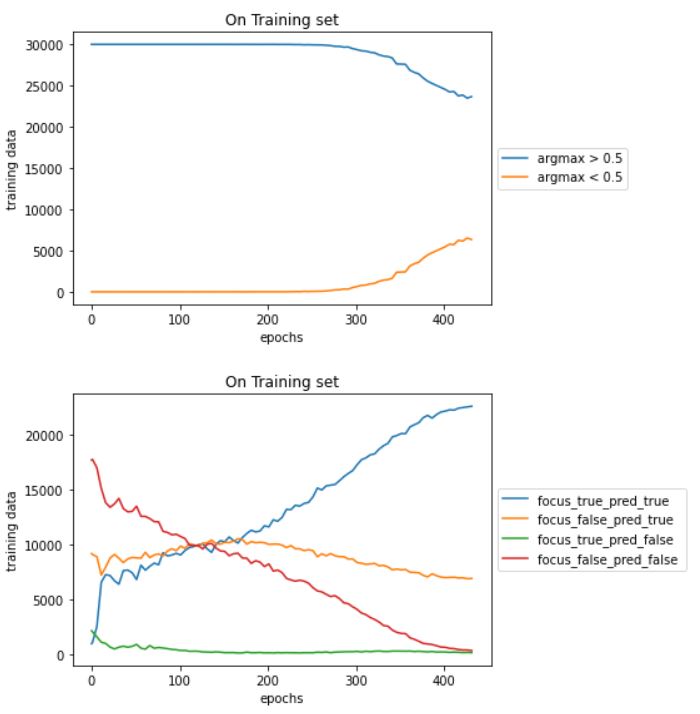 On Training set
30000
25000
20000
15000
10000
5000
0
training data
0 100 200 300 400
epochs
argmax > 0.5
argmax < 0.5
On Training set
20000
15000
10000
5000
0
training data
0 100 200 300 400
epochs
focus_true_pred_true
focus_false_pred_true
focus_true_pred_false
focus_false_pred_false